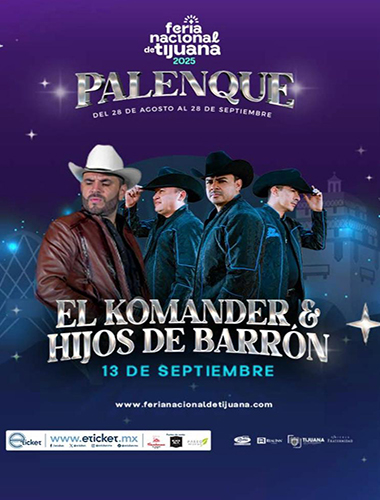 feria
nacional
de tijuana
2025
PALENQUE
DEL 28 DE AGOSTO AL 28 DE SEPTIEMBRE
EL KOMANDER &
HIJOS DE BARRÓN
13 DE SEPTIEMBRE
www.ferianacionaldetijuana.com
eticket
www.eticket.mx
TIJUANA